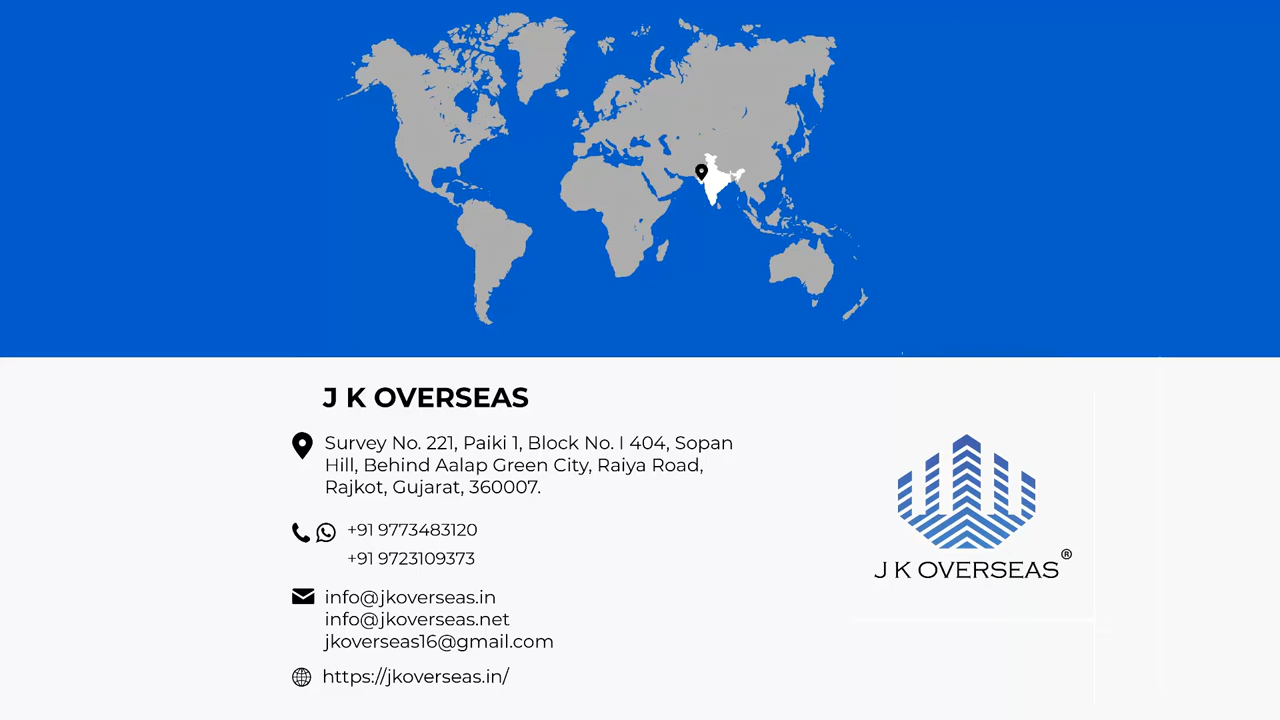 J K OVERSEAS
Survey No. 221, Paiki 1, Block No. I 404, Sopan
Hill, Behind Aalap Green City, Raiya Road,
Rajkot, Gujarat, 360007.
+91 9773483120
+91 9723109373
info@jkoverseas.in
info@jkoverseas.net
jkoverseas16@gmail.com
https://jkoverseas.in/
J K OVERSEAS®